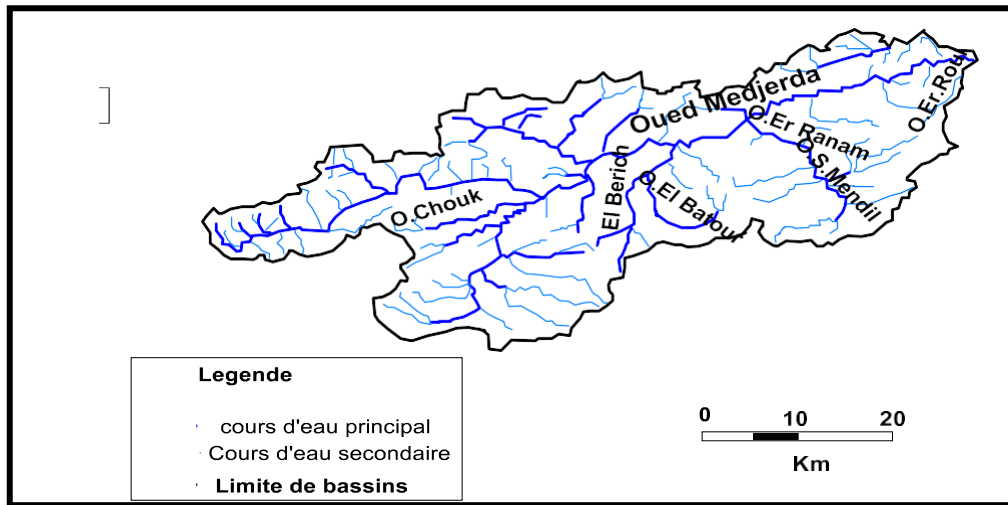 Oued Medjerda
O.Er.Rou
O.Er Ranam
O.S.Mendil
El Berich
O.El Batour
O.Chouk
Legende
cours d'eau principal
Cours d'eau secondaire
Limite de bassins
0 10 20
Km